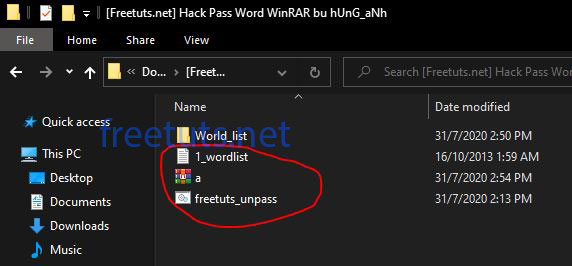 [Freetuts.net] Hack Pass Word WinRAR bu hUnG_aNh
File Home Share View
Do... [Freet... Search [Freetuts.net] Hack Pass Wor
Name Date modified
Quick access
World_list 31/7/2020 2:50 PM
freetuts.net
This PC
1_wordlist 16/10/2013 1:59 AM
Desktop
a 31/7/2020 2:54 PM
Documents
freetuts_unpass 31/7/2020 2:13 PM
Downloads
Music